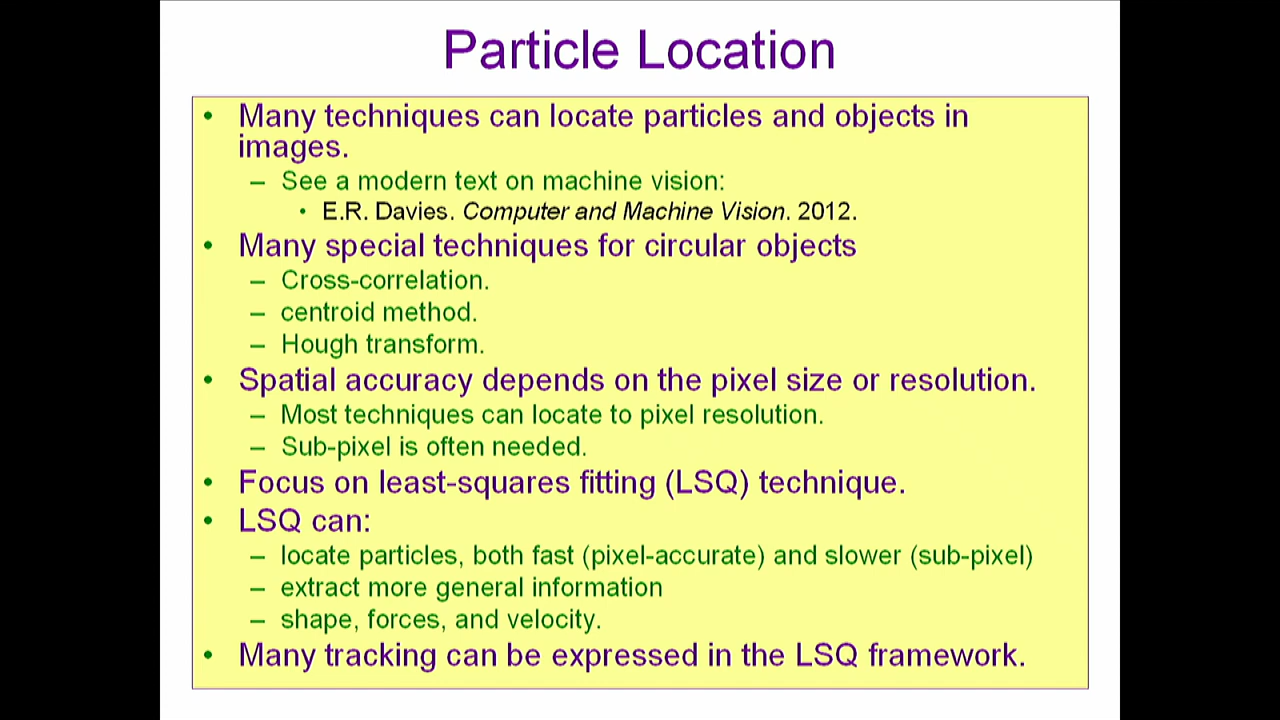 Particle Location
• Many techniques can locate particles and objects in
images.
– See a modern text on machine vision:
• E.R. Davies. Computer and Machine Vision. 2012.
• Many special techniques for circular objects
– Cross-correlation.
– centroid method.
– Hough transform.
• Spatial accuracy depends on the pixel size or resolution.
– Most techniques can locate to pixel resolution.
– Sub-pixel is often needed.
• Focus on least-squares fitting (LSQ) technique.
• LSQ can:
– locate particles, both fast (pixel-accurate) and slower (sub-pixel)
– extract more general information
– shape, forces, and velocity.
• Many tracking can be expressed in the LSQ framework.